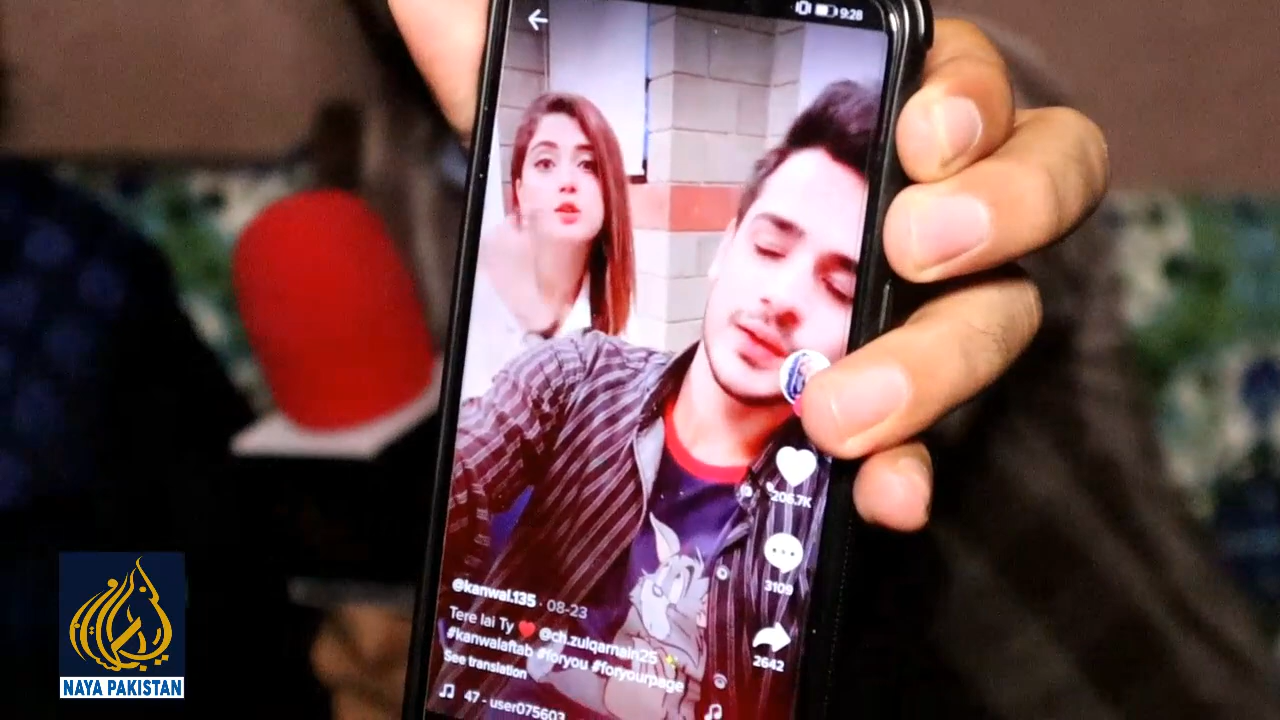 9:28
206.7K
3109
2642
@kanwal.135 · 08-23
Tere lai Ty ❤️ @ch.zulqarnain25 ✨
#kanwalaftab #foryou #foryourpage
See translation
47 - user075603
NAYA PAKISTAN